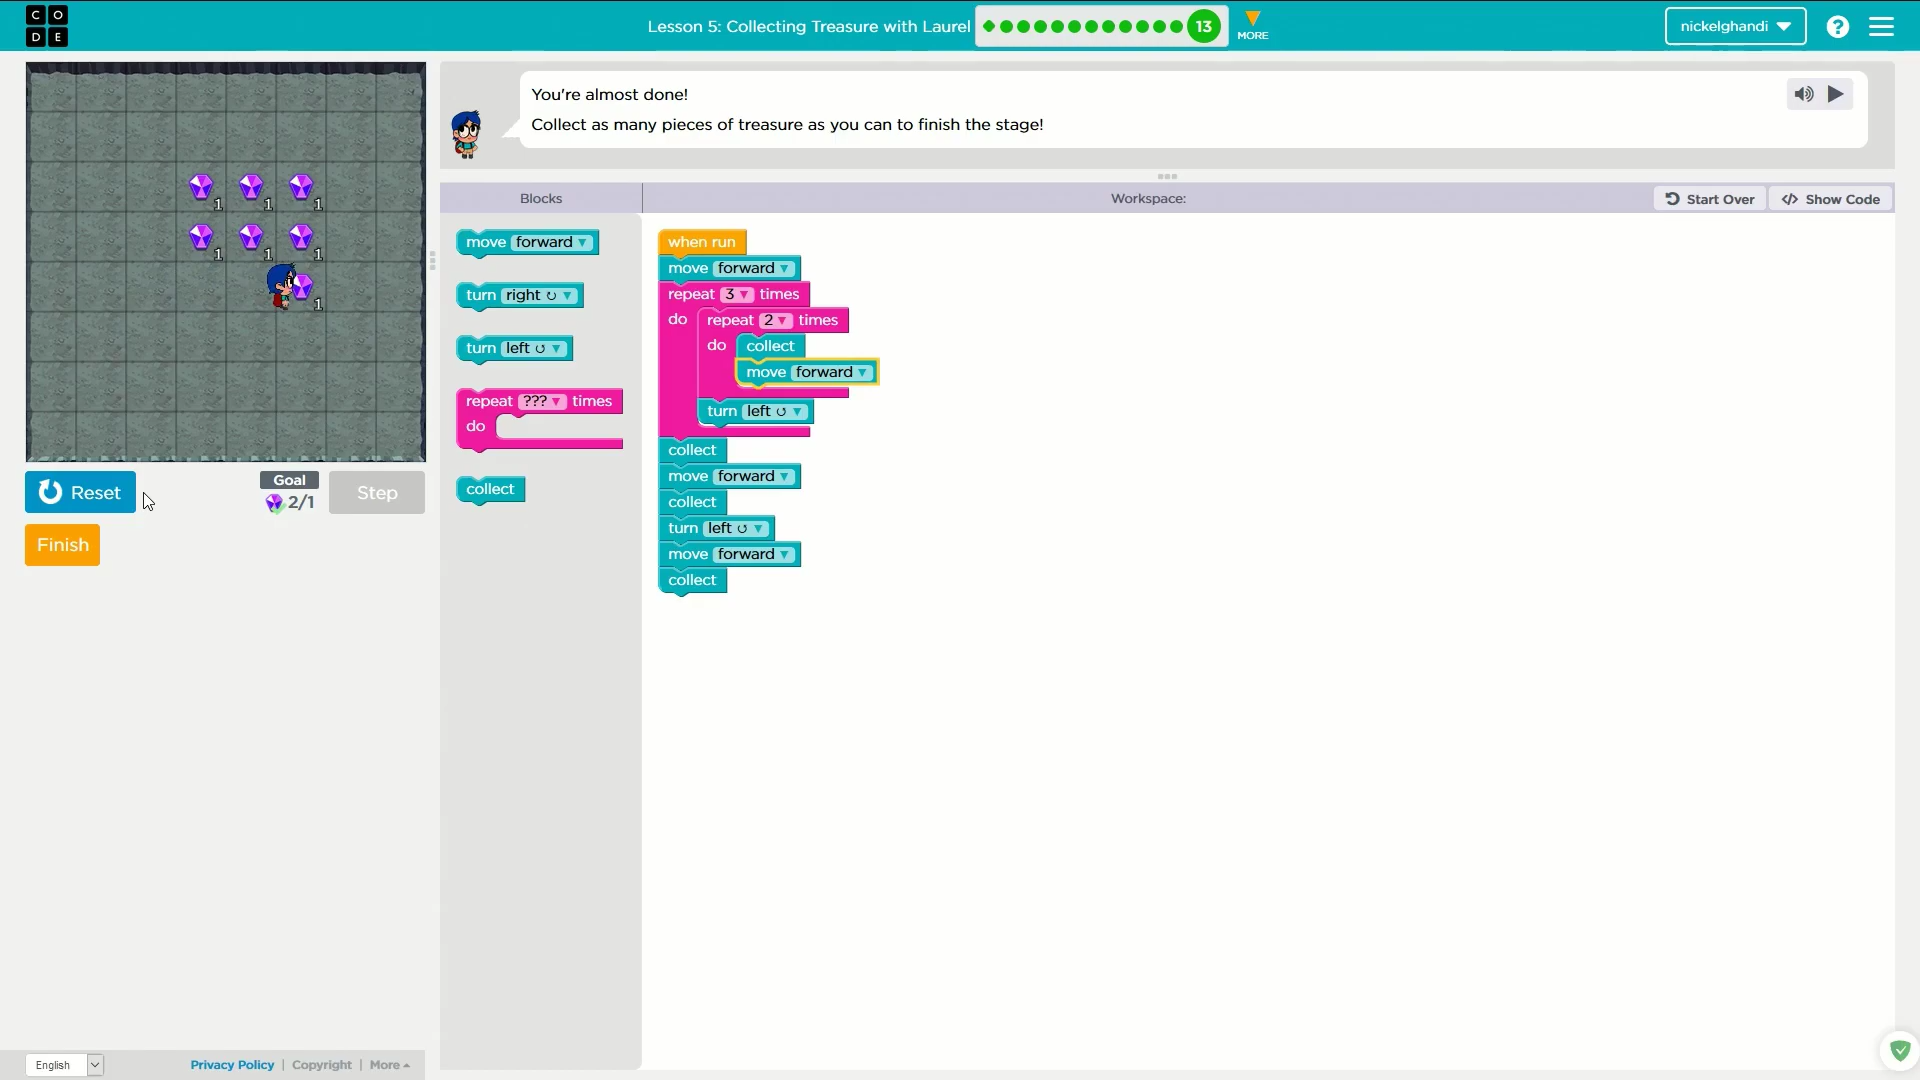 C O
D E
Lesson 5: Collecting Treasure with Laurel
13
MORE
nickelghandi
?
You're almost done!
Collect as many pieces of treasure as you can to finish the stage!
Blocks
Workspace:
Start Over
Show Code
1 1 1
1 1 1
1
Reset
Goal
2/1
Step
Finish
move forward
turn right
turn left
repeat ??? times
do
collect
when run
move forward
repeat 3 times
do repeat 2 times
do collect
move forward
turn left
collect
move forward
collect
turn left
move forward
collect
English
Privacy Policy | Copyright | More